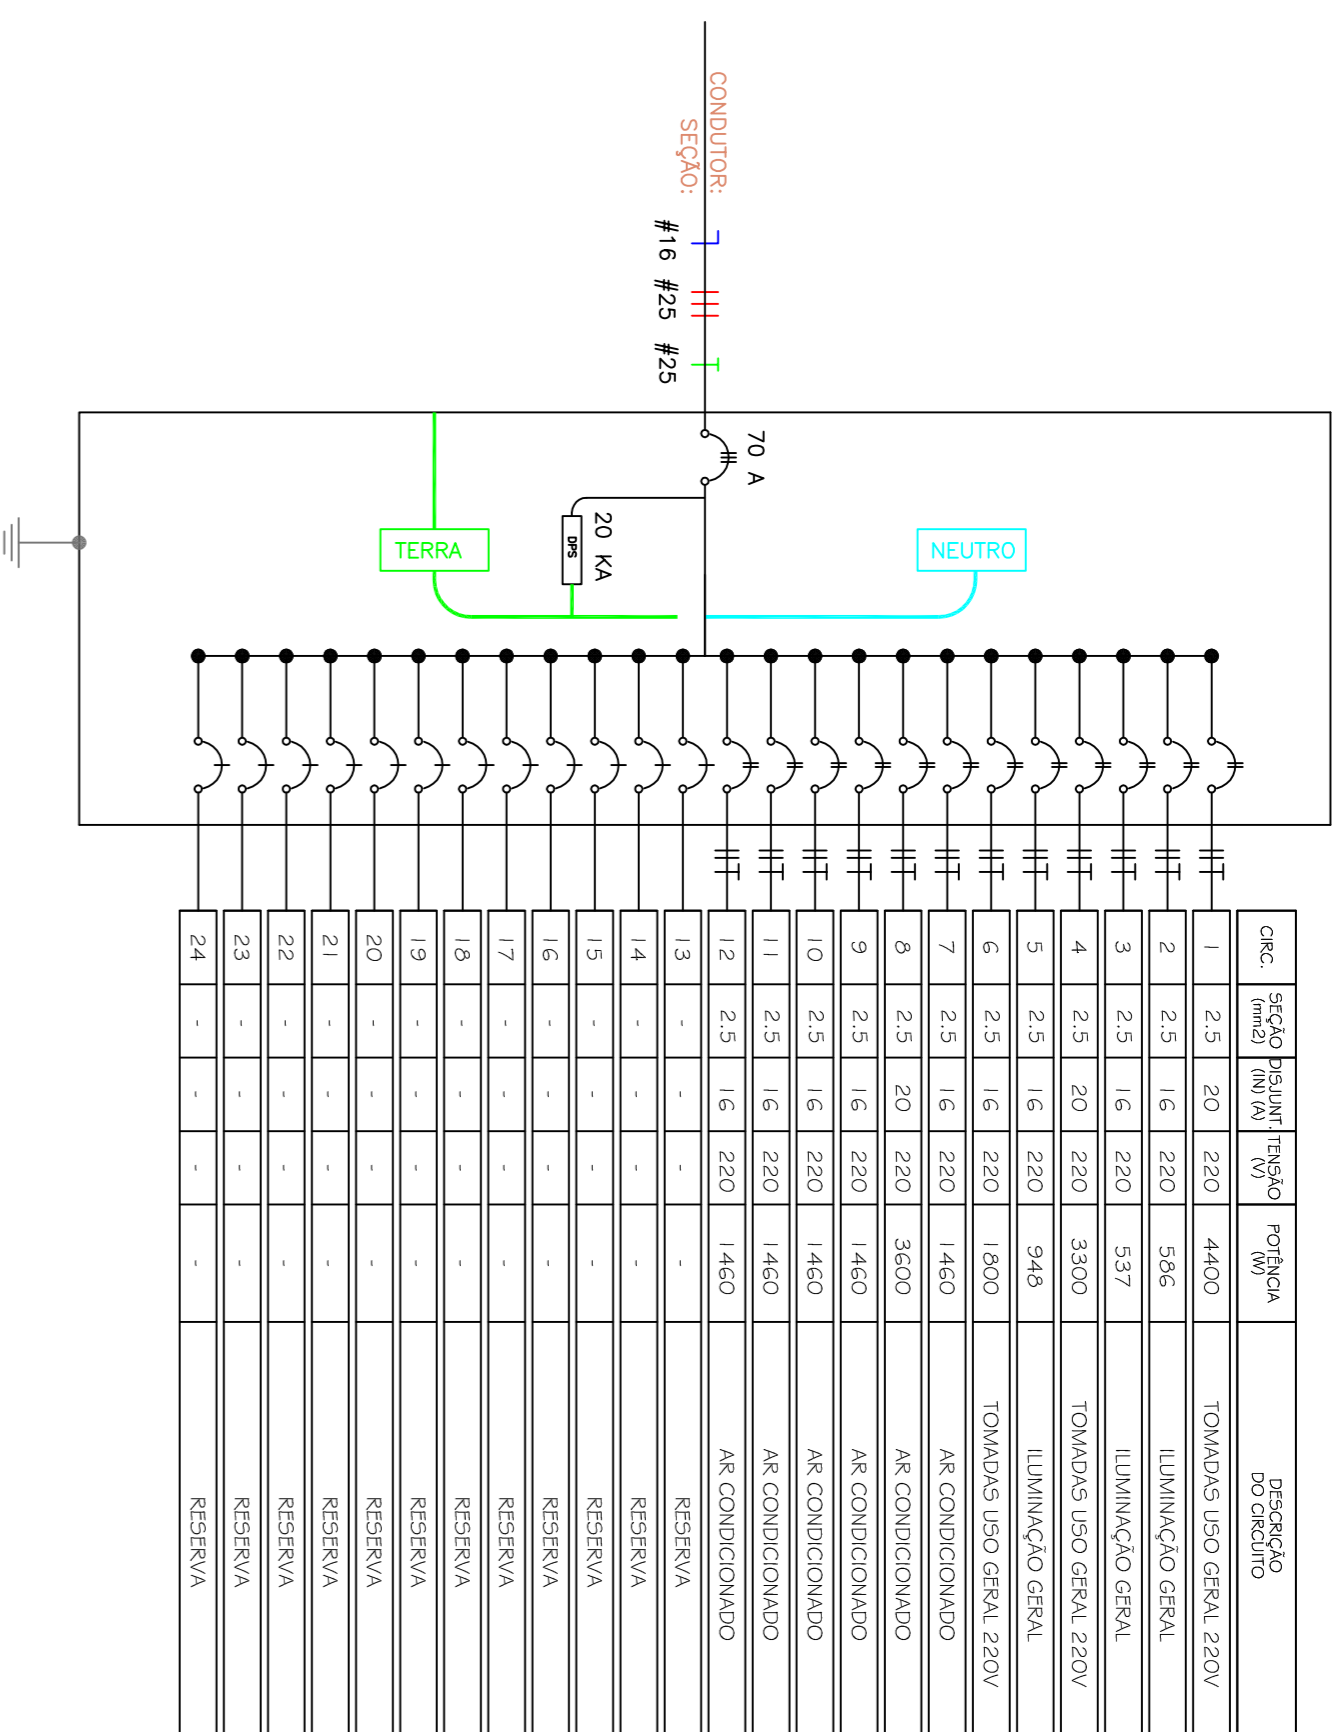 CONDUTOR:
SEÇÃO:
#16 #25 #25
70 A
20 KA
DPS
NEUTRO
TERRA
CIRC. SEÇÃO (mm2) DISJUNT. (IN) (A) TENSÃO (V) POTÊNCIA (W) DESCRIÇÃO DO CIRCUITO
1 2.5 20 220 4400 TOMADAS USO GERAL 220V
2 2.5 16 220 586 ILUMINAÇÃO GERAL
3 2.5 16 220 537 ILUMINAÇÃO GERAL
4 2.5 20 220 3300 TOMADAS USO GERAL 220V
5 2.5 16 220 948 ILUMINAÇÃO GERAL
6 2.5 16 220 1800 TOMADAS USO GERAL 220V
7 2.5 16 220 1460 AR CONDICIONADO
8 2.5 20 220 3600 AR CONDICIONADO
9 2.5 16 220 1460 AR CONDICIONADO
10 2.5 16 220 1460 AR CONDICIONADO
11 2.5 16 220 1460 AR CONDICIONADO
12 2.5 16 220 1460 AR CONDICIONADO
13 - - - - RESERVA
14 - - - - RESERVA
15 - - - - RESERVA
16 - - - - RESERVA
17 - - - - RESERVA
18 - - - - RESERVA
19 - - - - RESERVA
20 - - - - RESERVA
21 - - - - RESERVA
22 - - - - RESERVA
23 - - - - RESERVA
24 - - - - RESERVA